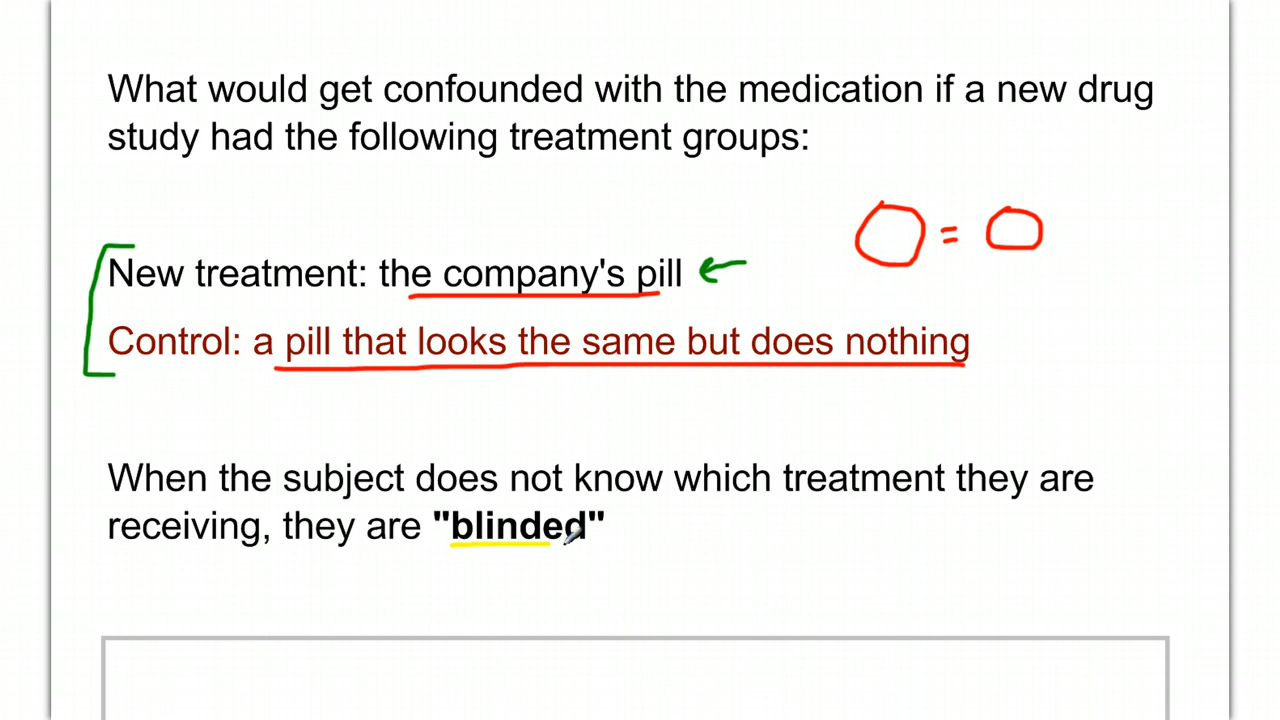 What would get confounded with the medication if a new drug
study had the following treatment groups:
New treatment: the company's pill
Control: a pill that looks the same but does nothing
When the subject does not know which treatment they are
receiving, they are "blinded"